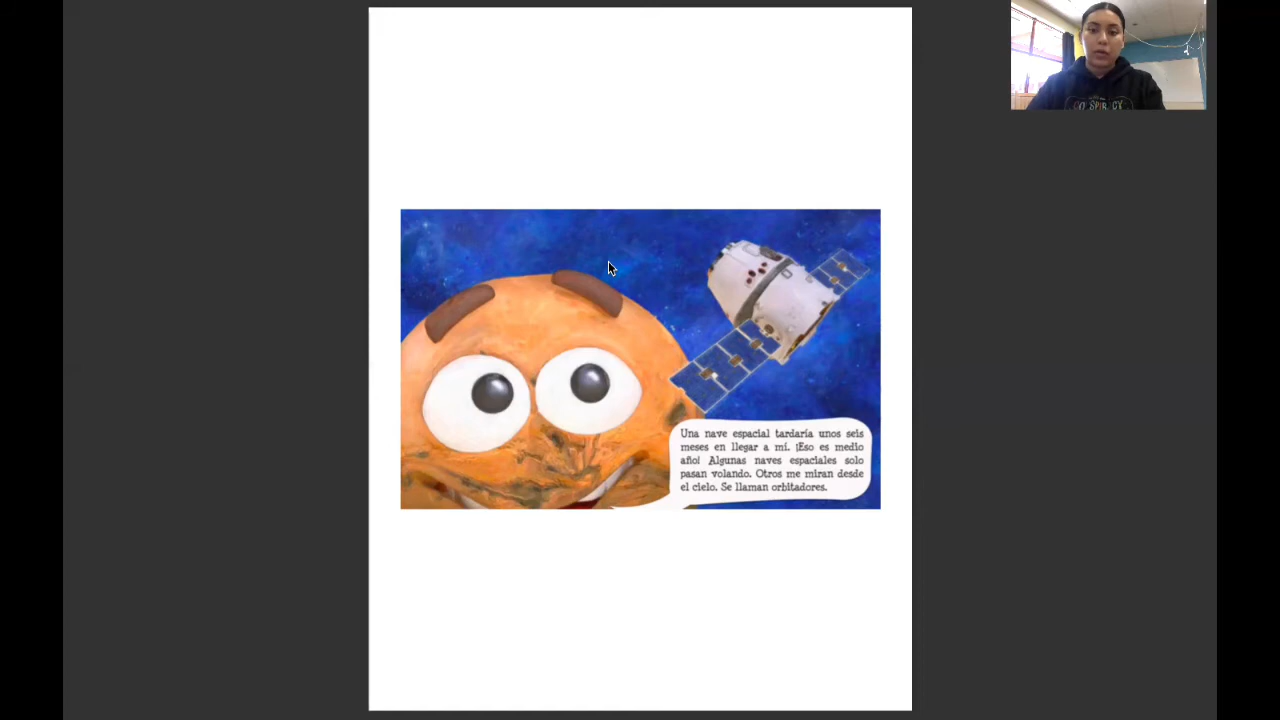 Una nave espacial tardaría unos seis
meses en llegar a mí. ¡Eso es medio
año! Algunas naves espaciales solo
pasan volando. Otros me miran desde
el cielo. Se llaman orbitadores.
CONSPIRACY